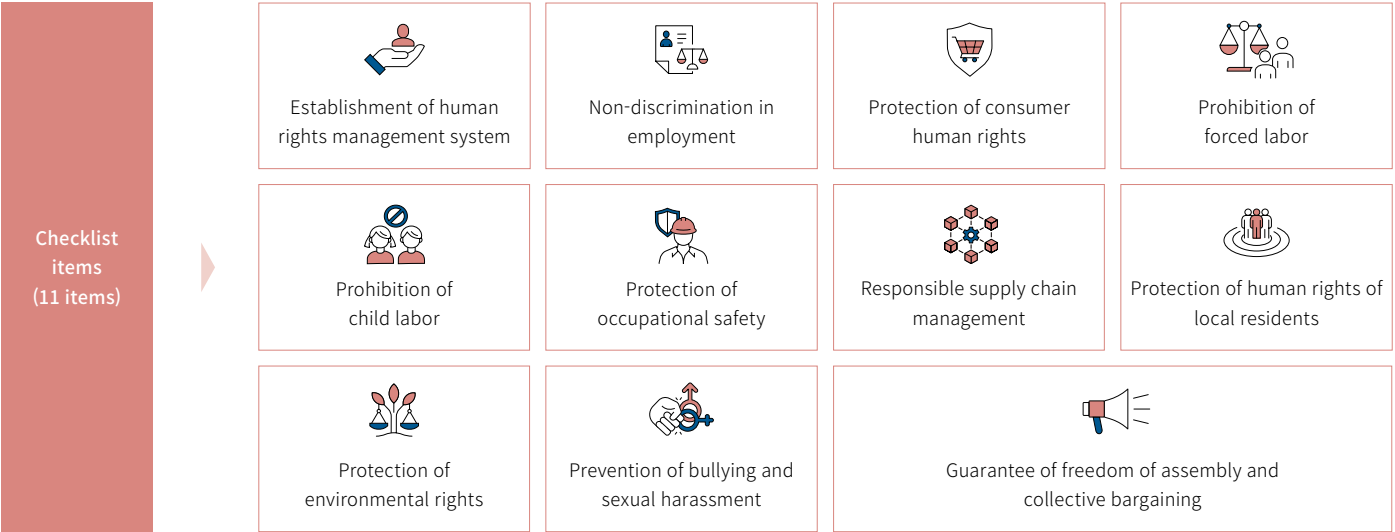 Checklist
items
(11 items)
Establishment of human
rights management system
Non-discrimination in
employment
Protection of consumer
human rights
Prohibition of
forced labor
Prohibition of
child labor
Protection of
occupational safety
Responsible supply chain
management
Protection of human rights of
local residents
Protection of
environmental rights
Prevention of bullying and
sexual harassment
Guarantee of freedom of assembly and
collective bargaining